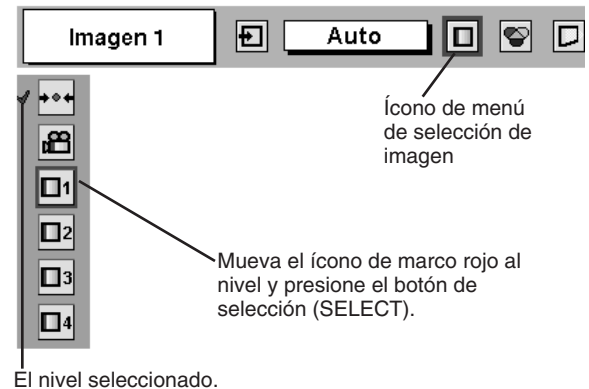 Imagen 1
Auto
Ícono de menú
de selección de
imagen
1
2
3
4
Mueva el ícono de marco rojo al
nivel y presione el botón de
selección (SELECT).
El nivel seleccionado.